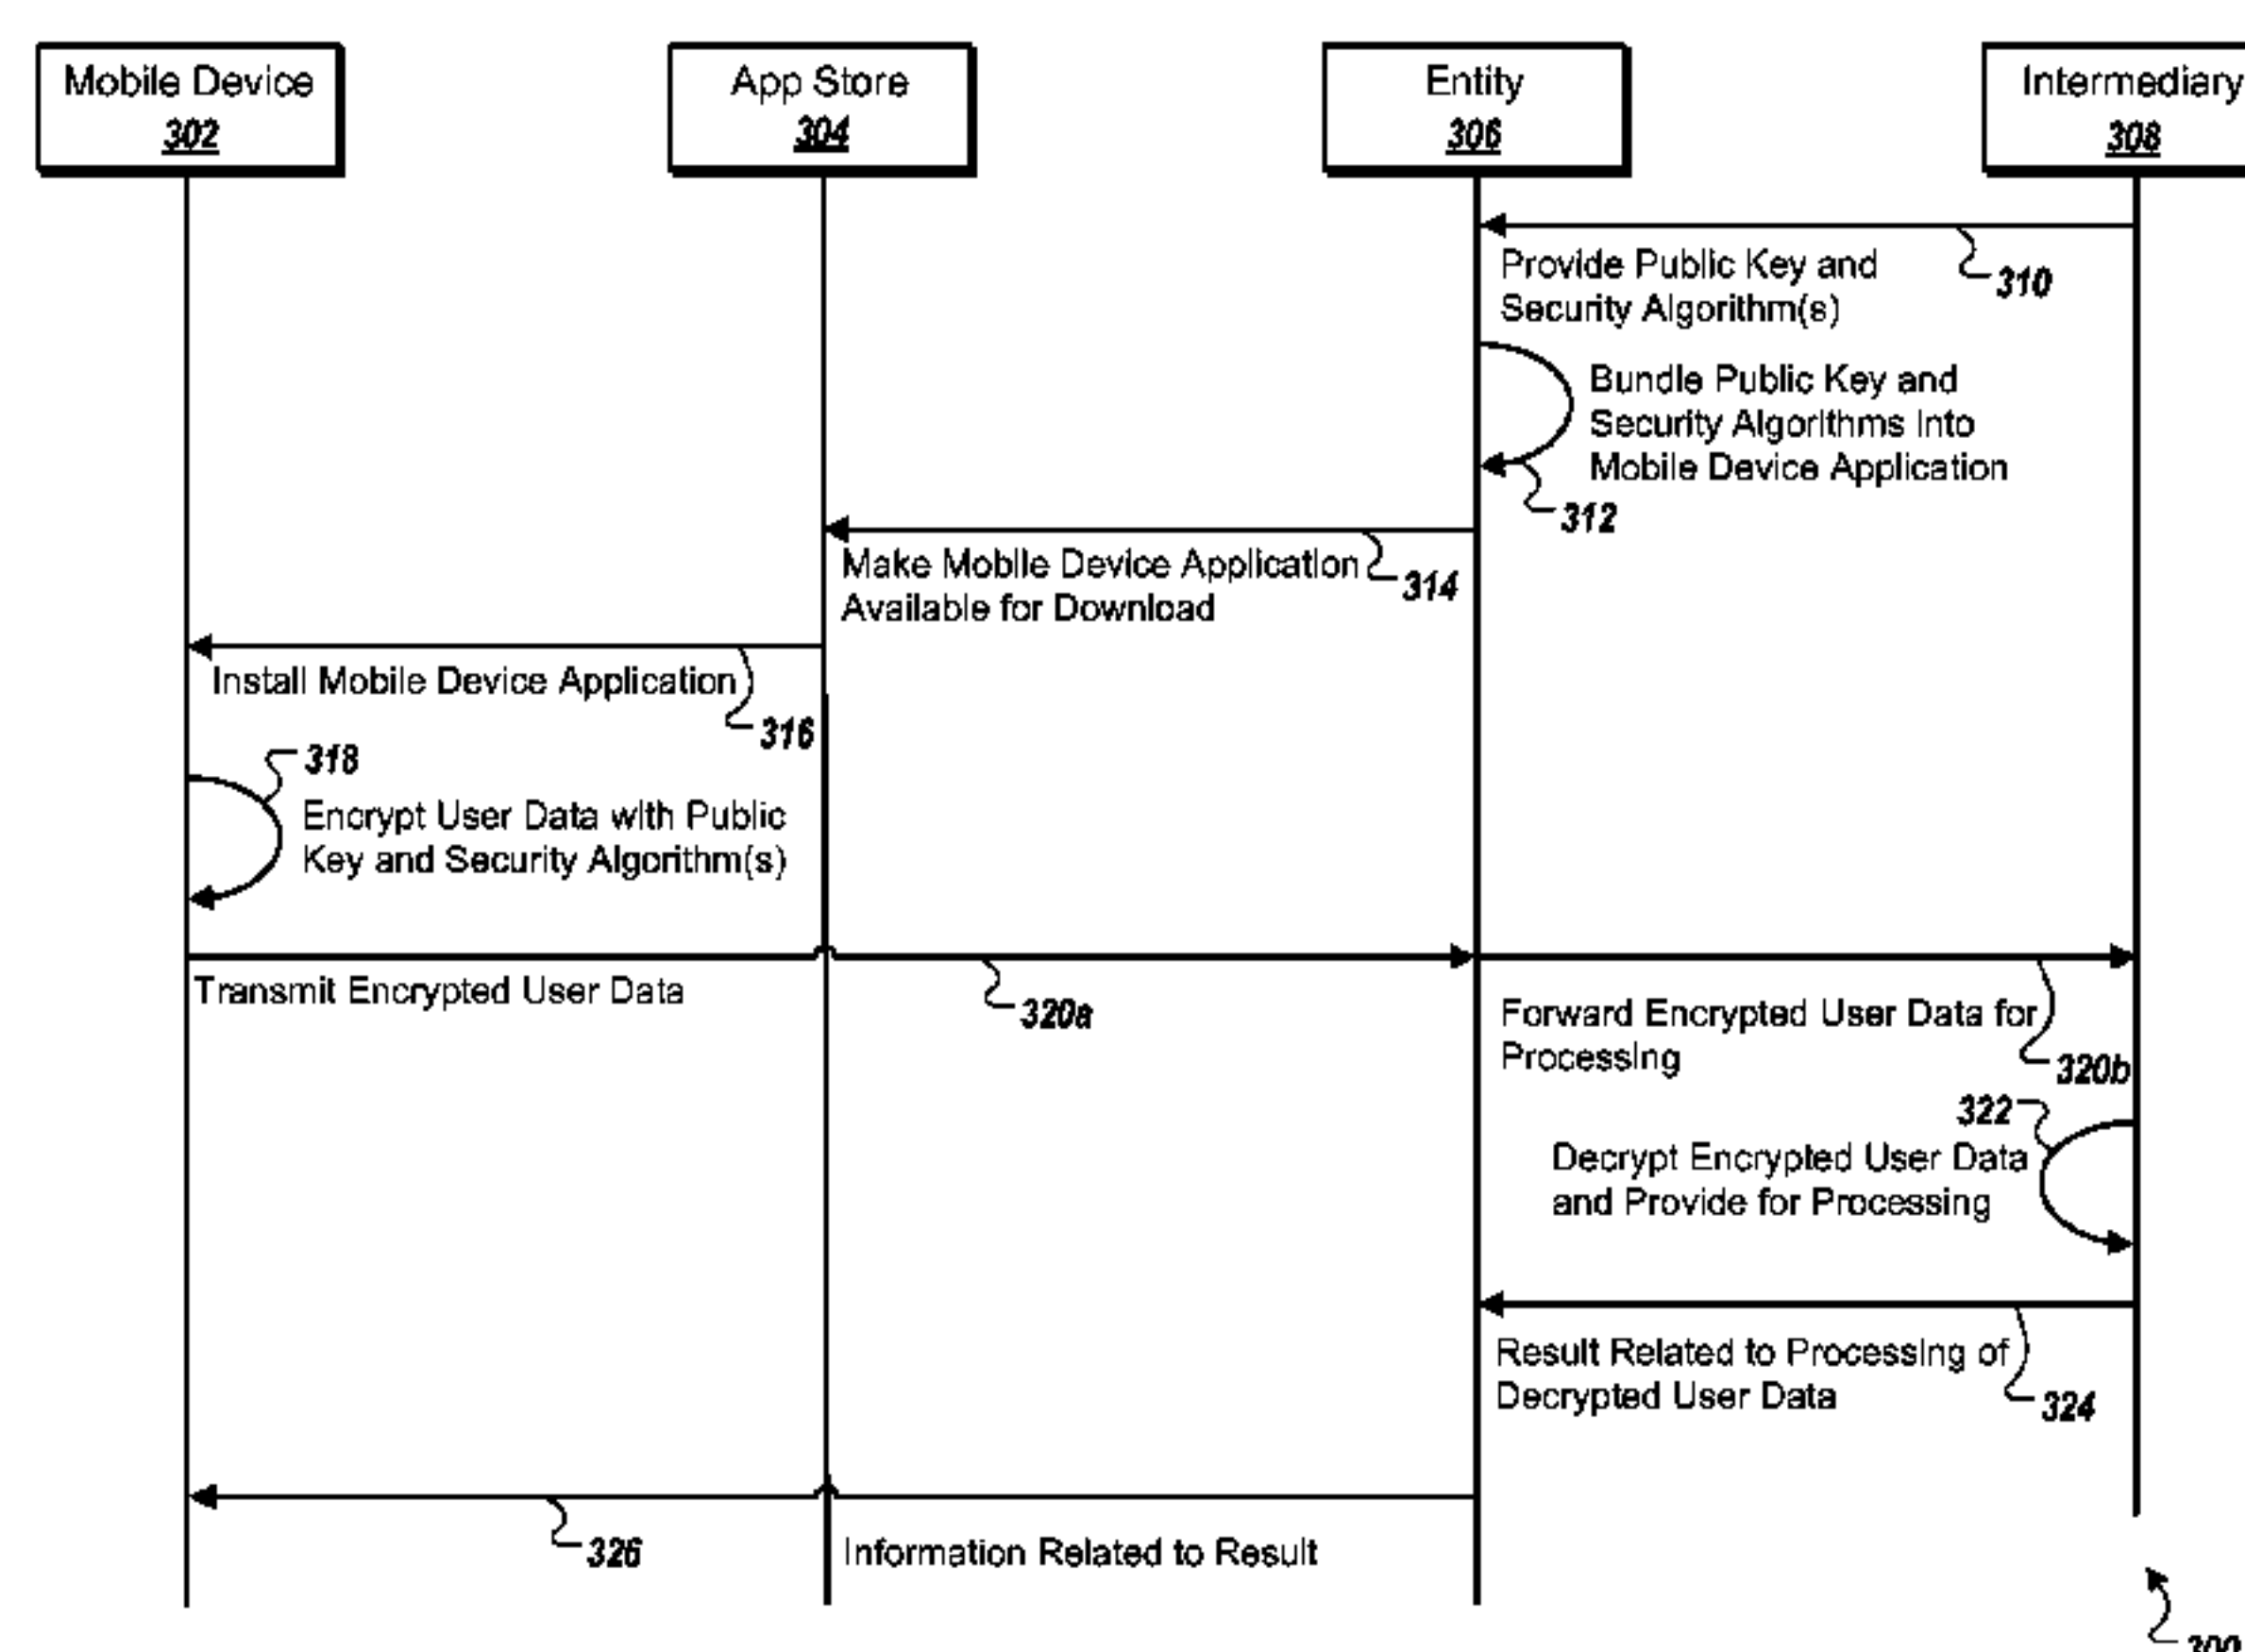 Mobile Device
302
App Store
304
Entity
306
Intermediary
308
Provide Public Key and
Security Algorithm(s)
310
Bundle Public Key and
Security Algorithms Into
Mobile Device Application
312
Make Mobile Device Application
Available for Download
314
Install Mobile Device Application
316
318
Encrypt User Data with Public
Key and Security Algorithm(s)
Transmit Encrypted User Data
320a
Forward Encrypted User Data for
Processing
320b
322
Decrypt Encrypted User Data
and Provide for Processing
Result Related to Processing of
Decrypted User Data
324
326
Information Related to Result
300